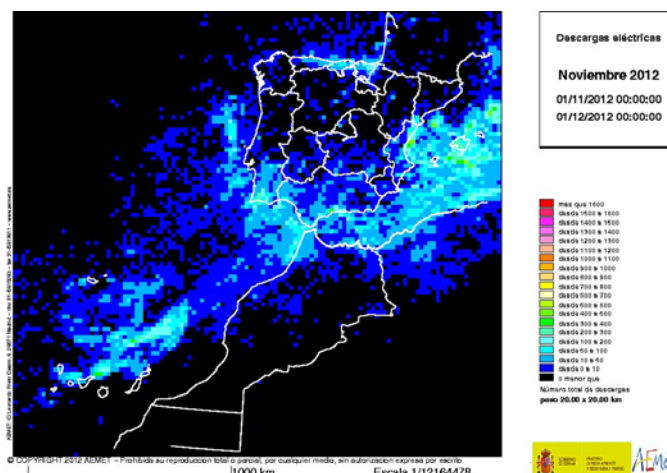 Descargas eléctricas
Noviembre 2012
01/11/2012 00:00:00
01/12/2012 00:00:00
más que 1600
desde 1500 a 1600
desde 1400 a 1500
desde 1300 a 1400
desde 1200 a 1300
desde 1100 a 1200
desde 1000 a 1100
desde 900 a 1000
desde 800 a 900
desde 700 a 800
desde 600 a 700
desde 500 a 600
desde 400 a 500
desde 300 a 400
desde 200 a 300
desde 100 a 200
desde 50 a 100
desde 10 a 50
desde 0 a 10
0 menor que
Número total de descargas
paso 20.00 x 20.00 km
© COPYRIGHT 2012 AEMET - Prohibida su reproducción total o parcial, por cualquier medio, sin autorización expresa por escrito.
1000 km
Escala 1/12164478